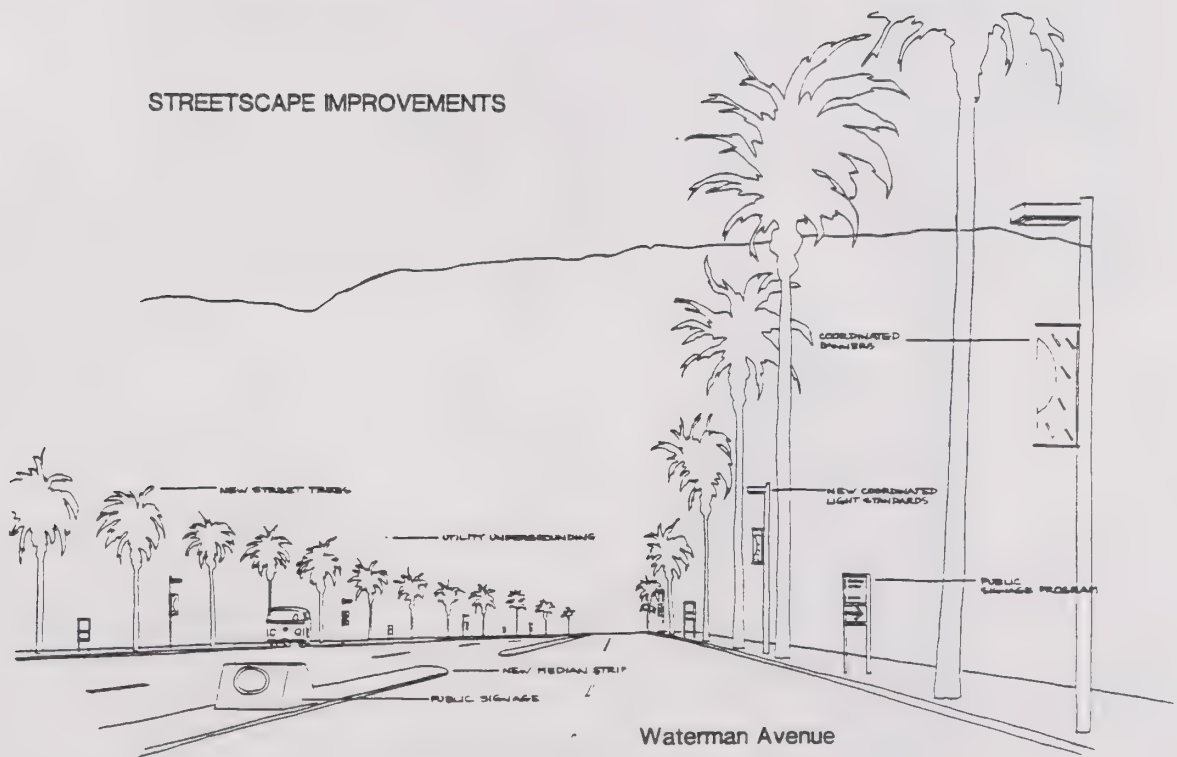 STREETSCAPE IMPROVEMENTS
COORDINATED
BANNERS
NEW STREET TREES
NEW COORDINATED
LIGHT STANDARDS
UTILITY UNDERGROUNDING
PUBLIC
SIGNAGE PROGRAM
NEW MEDIAN STRIP
PUBLIC SIGNAGE
Waterman Avenue